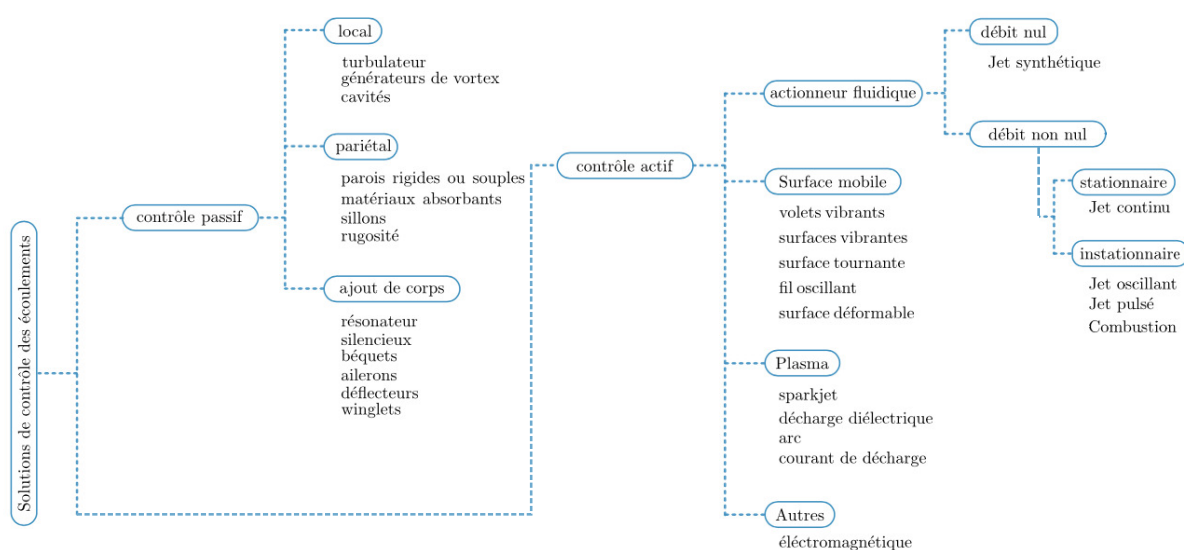 Solutions de contrôle des écoulements
contrôle passif
local
turbulateur
générateurs de vortex
cavités
pariétal
parois rigides ou souples
matériaux absorbants
sillons
rugosité
ajout de corps
résonateur
silencieux
béquets
ailerons
déflecteurs
winglets
contrôle actif
actionneur fluidique
débit nul
Jet synthétique
débit non nul
stationnaire
Jet continu
instationnaire
Jet oscillant
Jet pulsé
Combustion
Surface mobile
volets vibrants
surfaces vibrantes
surface tournante
fil oscillant
surface déformable
Plasma
sparkjet
décharge diélectrique
arc
courant de décharge
Autres
éléctromagnétique